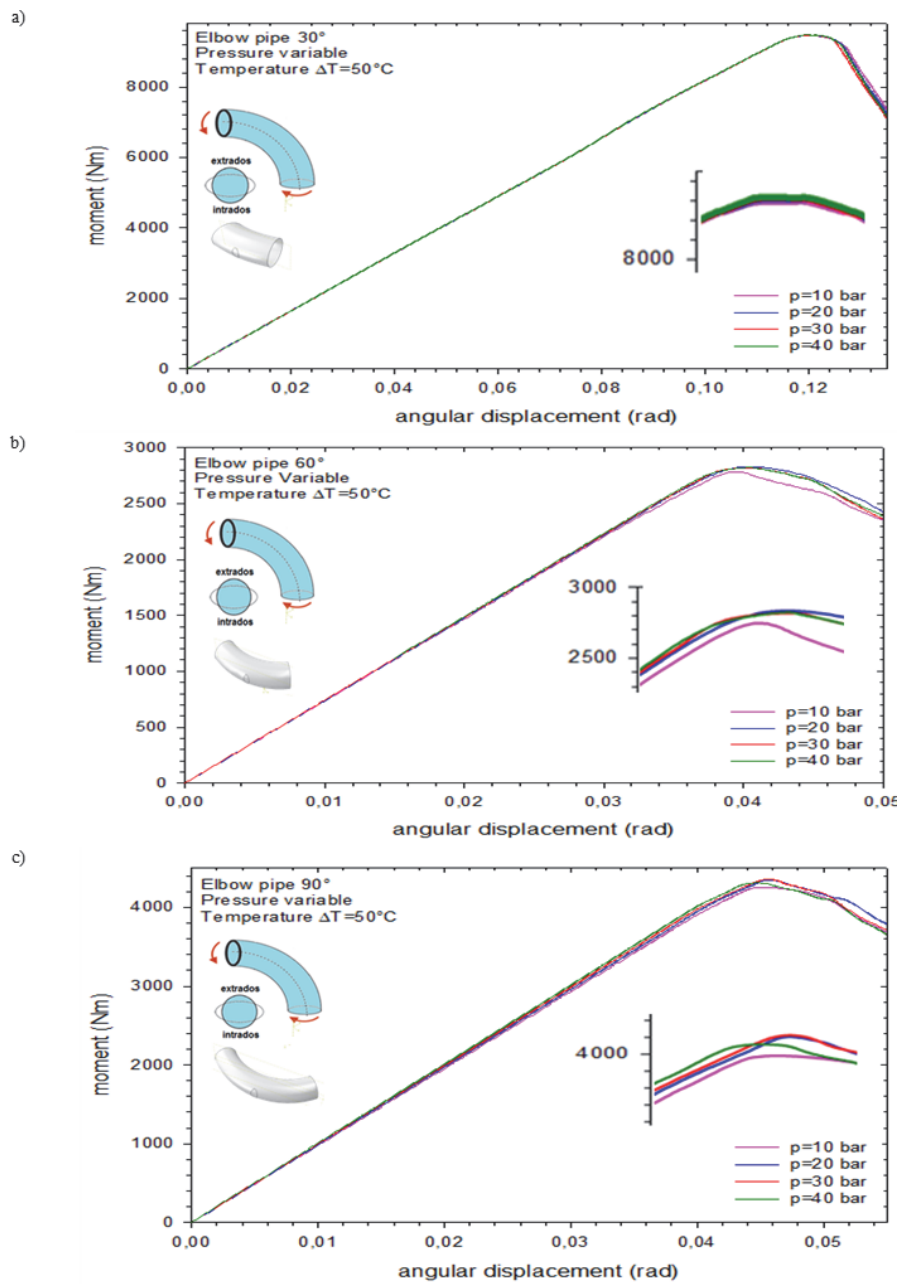 a)
Elbow pipe 30°
Pressure variable
Temperature ΔT=50°C
extrados
intrados
moment (Nm)
8000
6000
4000
2000
0
8000
p=10 bar
p=20 bar
p=30 bar
p=40 bar
0,00 0,02 0,04 0,06 0,08 0,10 0,12
angular displacement (rad)
b)
Elbow pipe 60°
Pressure Variable
Temperature ΔT=50°C
extrados
intrados
moment (Nm)
3000
2500
2000
1500
1000
500
0
3000
2500
p=10 bar
p=20 bar
p=30 bar
p=40 bar
0,00 0,01 0,02 0,03 0,04 0,05
angular displacement (rad)
c)
Elbow pipe 90°
Pressure variable
Temperature ΔT=50°C
extrados
intrados
moment (Nm)
4000
3000
2000
1000
0
4000
p=10 bar
p=20 bar
p=30 bar
p=40 bar
0,00 0,01 0,02 0,03 0,04 0,05
angular displacement (rad)